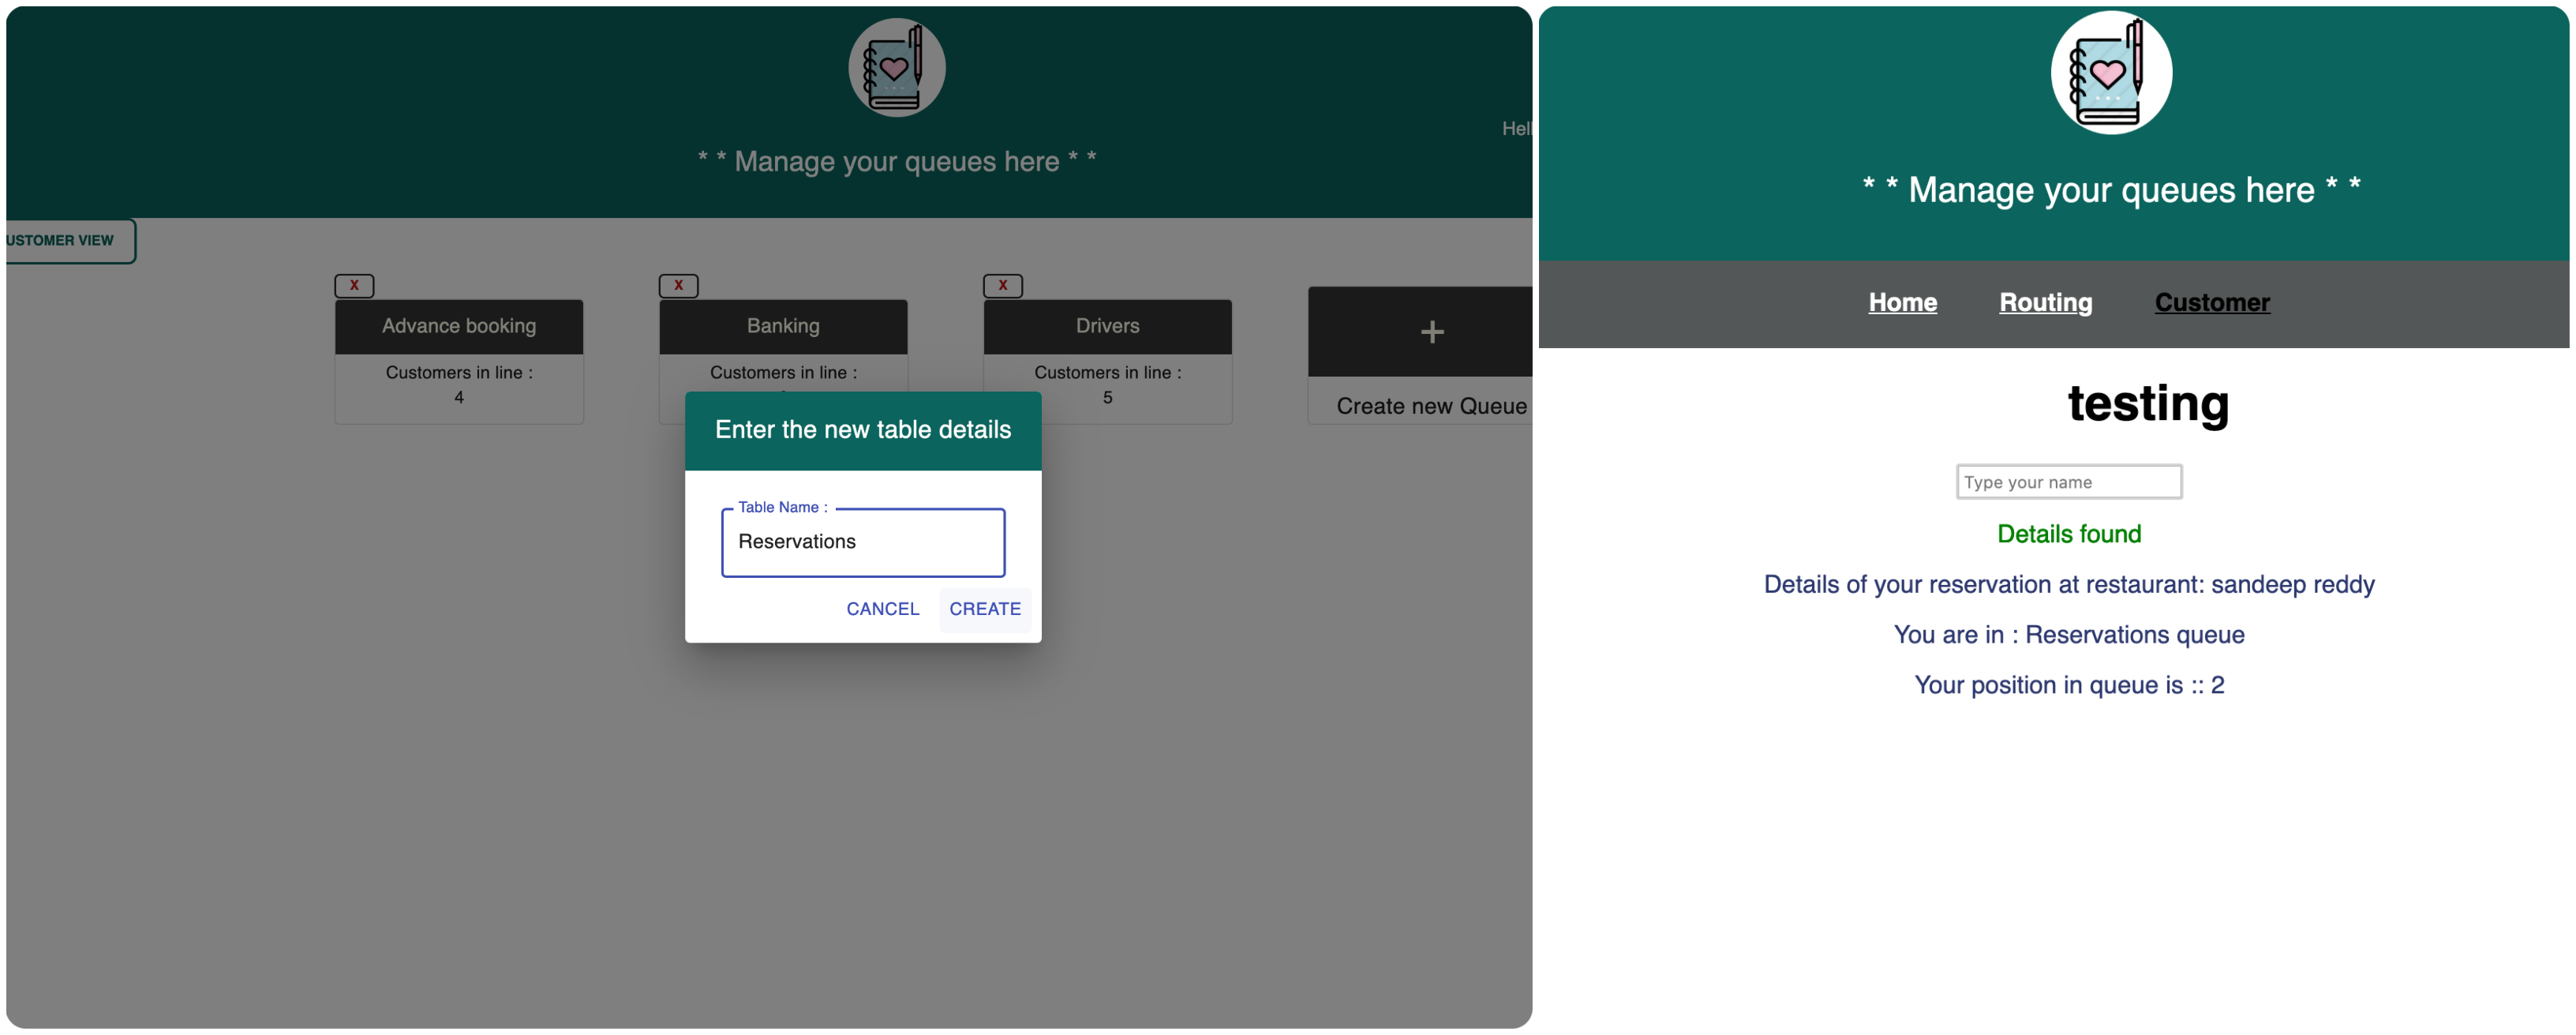 Hell
* * Manage your queues here * *
USTOMER VIEW
X
X
X
Advance booking
Banking
Drivers
+
Customers in line :
4
Customers in line :
Customers in line :
5
Create new Queue
Enter the new table details
Table Name :
Reservations
CANCEL CREATE
* * Manage your queues here * *
Home Routing Customer
testing
Type your name
Details found
Details of your reservation at restaurant: sandeep reddy
You are in : Reservations queue
Your position in queue is :: 2